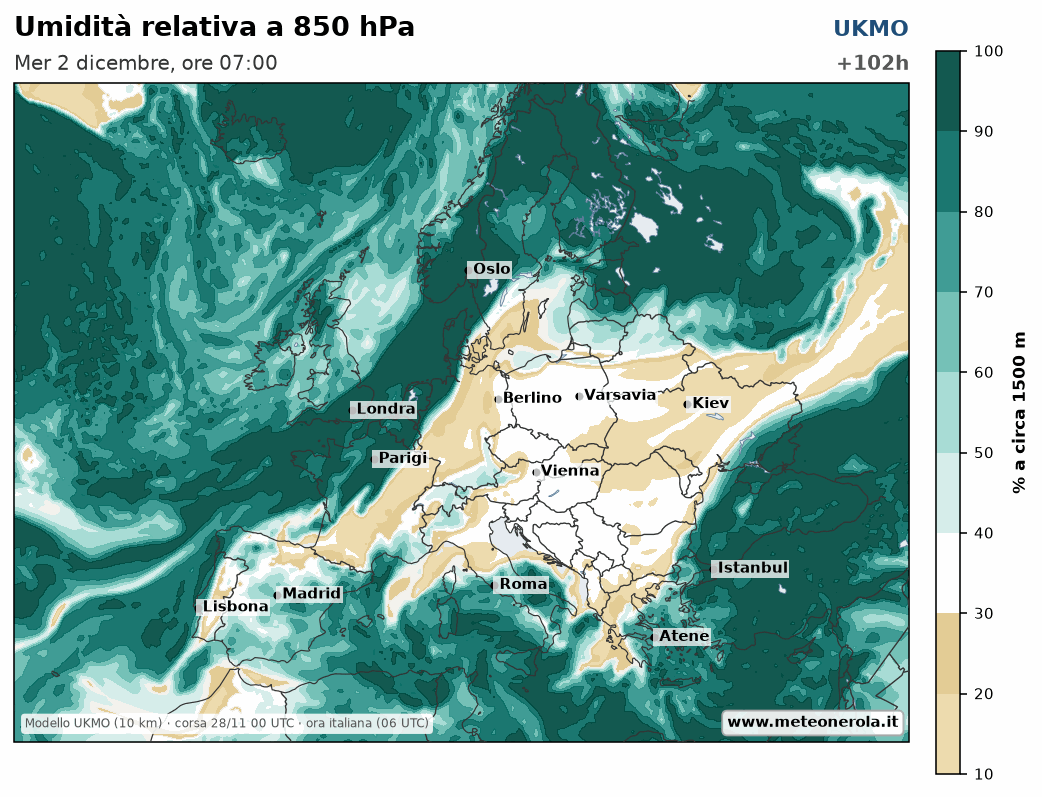 Umidità relativa a 850 hPa
UKMO
Mer 2 dicembre, ore 07:00
+102h
100
90
80
70
60
50
40
30
20
10
% a circa 1500 m
Oslo
Berlino
Varsavia
Kiev
Londra
Parigi
Vienna
Istanbul
Roma
Madrid
Lisbona
Atene
Modello UKMO (10 km) · corsa 28/11 00 UTC · ora italiana (06 UTC)
www.meteonerola.it